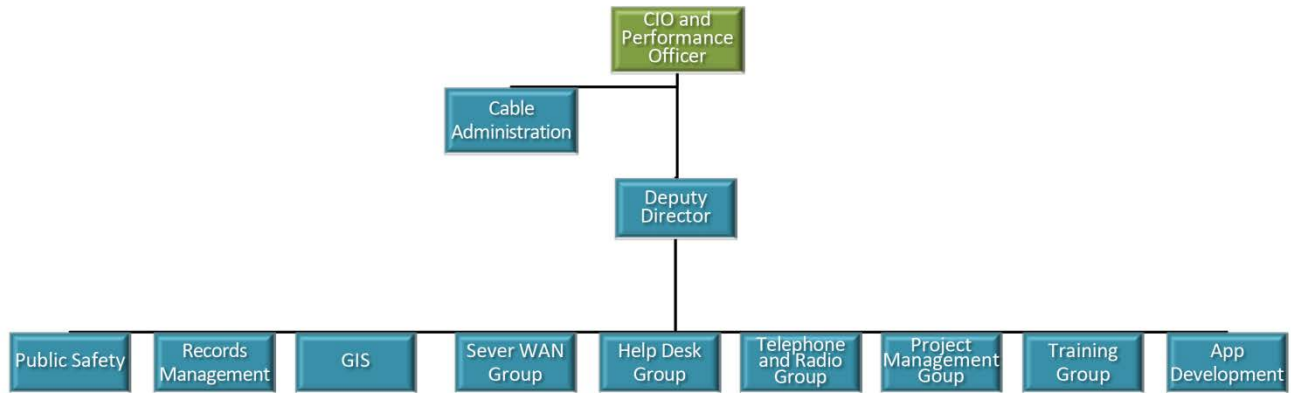 CIO and
Performance
Officer
Cable
Administration
Deputy
Director
Public Safety
Records
Management
GIS
Sever WAN
Group
Help Desk
Group
Telephone
and Radio
Group
Project
Management
Goup
Training
Group
App
Development